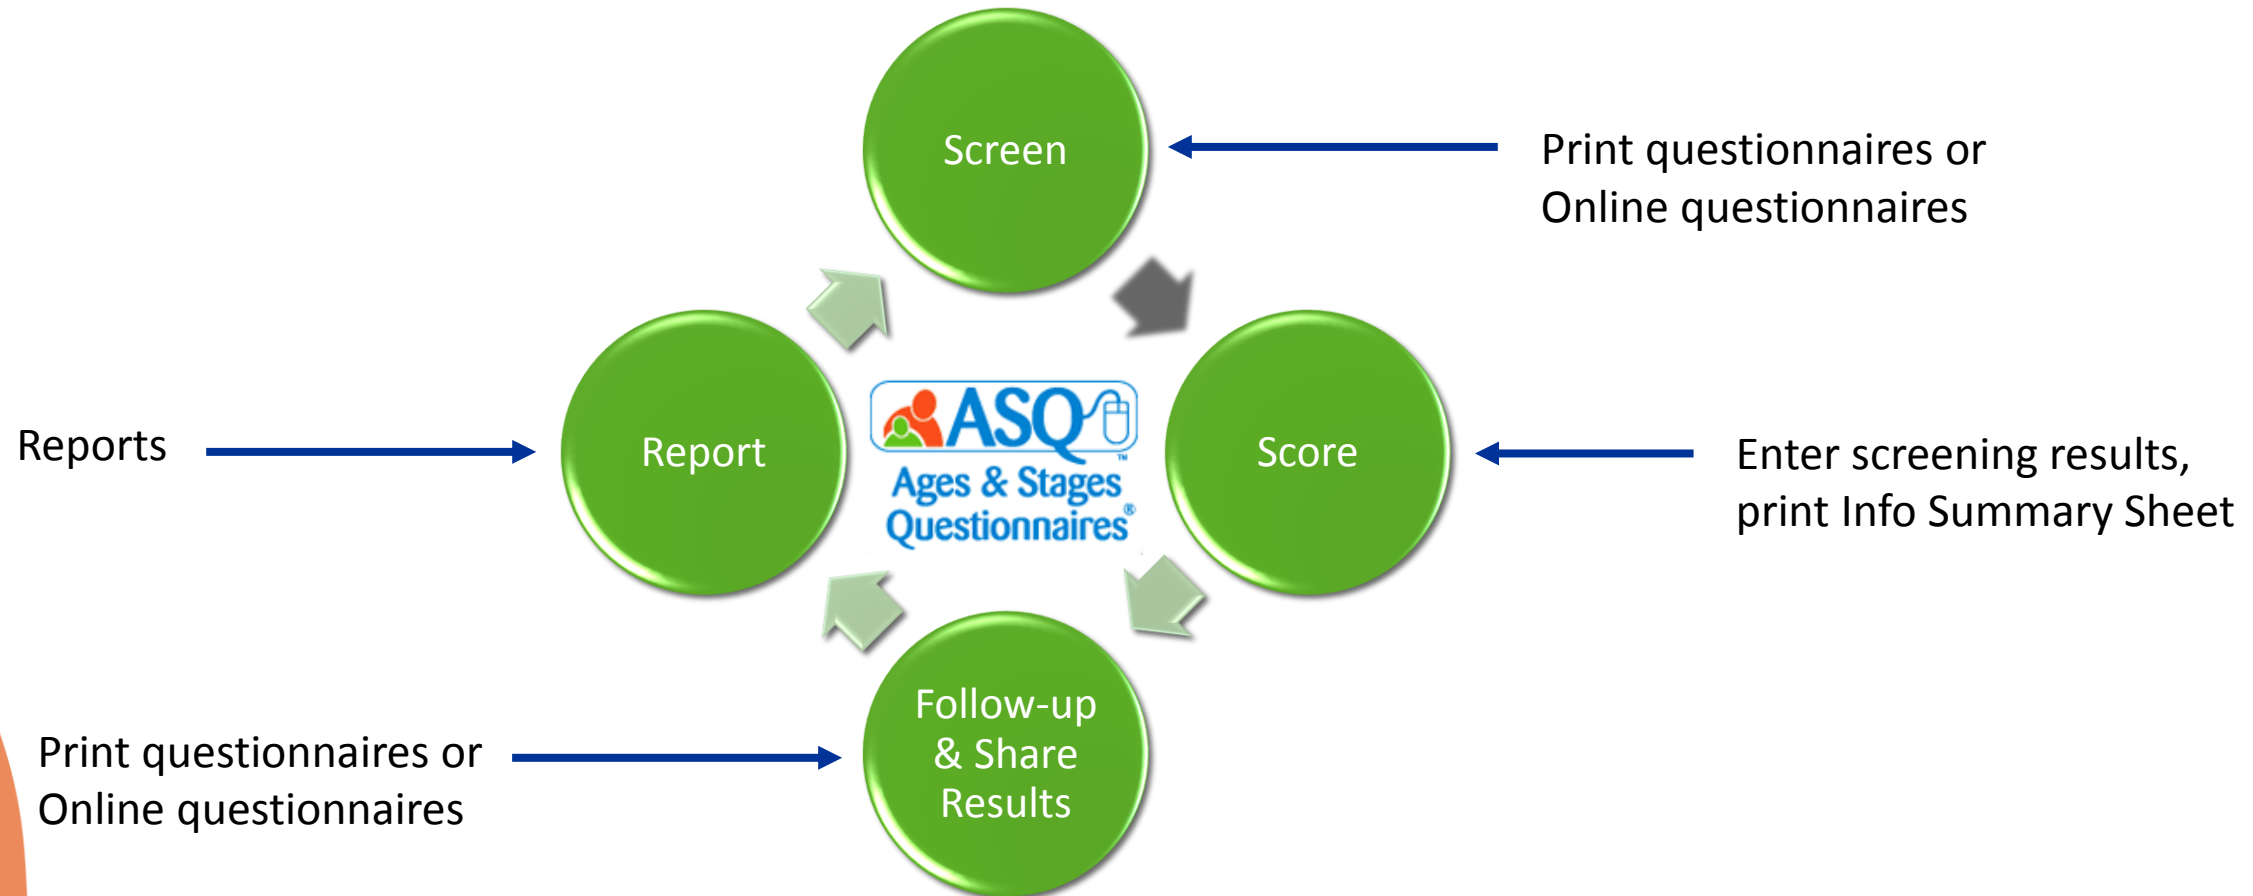 Screen
Print questionnaires or
Online questionnaires
Reports
Report
ASQ
™
Ages & Stages
Questionnaires®
Score
Enter screening results,
print Info Summary Sheet
Print questionnaires or
Online questionnaires
Follow-up
& Share
Results